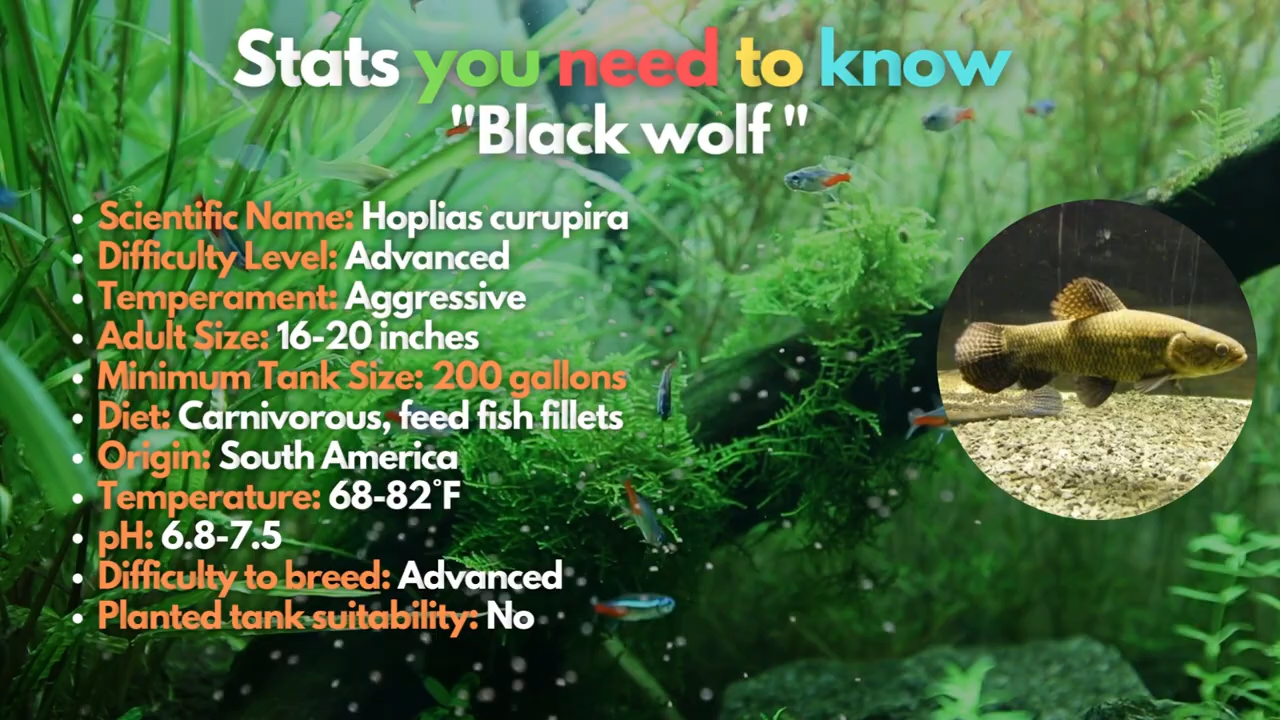 Stats you need to know
"Black wolf "
• Scientific Name: Hoplias curupira
• Difficulty Level: Advanced
• Temperament: Aggressive
• Adult Size: 16-20 inches
• Minimum Tank Size: 200 gallons
• Diet: Carnivorous, feed fish fillets
• Origin: South America
• Temperature: 68-82°F
• pH: 6.8-7.5
• Difficulty to breed: Advanced
• Planted tank suitability: No